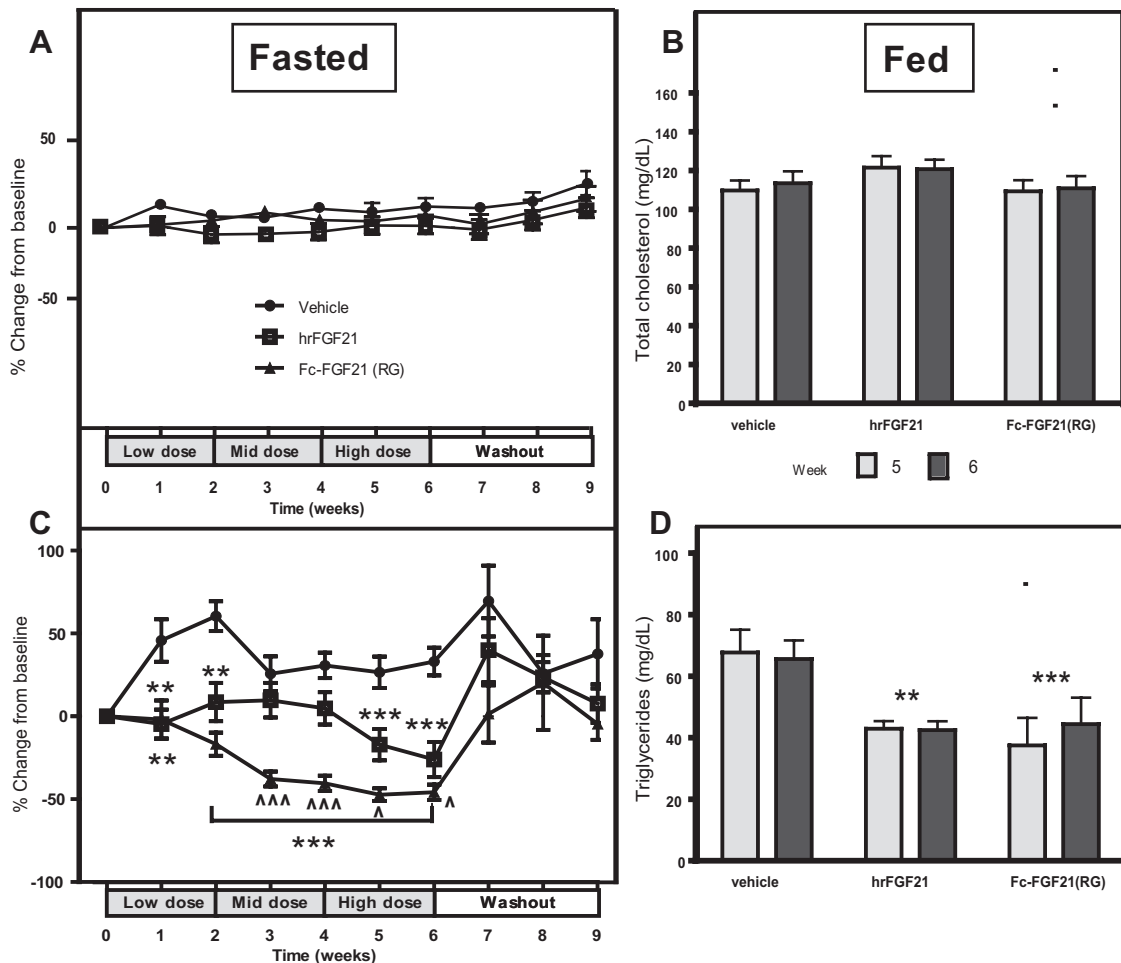 A
Fasted
% Change from baseline
50
0
-50
Vehicle
hrFGF21
Fc-FGF21 (RG)
Low dose Mid dose High dose Washout
0 1 2 3 4 5 6 7 8 9
Time (weeks)
B
Fed
Total cholesterol (mg/dL)
160
140
120
100
80
60
40
20
0
vehicle hrFGF21 Fc-FGF21(RG)
Week 5 6
C
% Change from baseline
100
50
0
-50
-100
** **
*** ***
**
^^^ ^^^ ^ ^
***
Low dose Mid dose High dose Washout
0 1 2 3 4 5 6 7 8 9
Time (weeks)
D
Triglycerides (mg/dL)
100
80
60
40
20
0
** ***
vehicle hrFGF21 Fc-FGF21(RG)